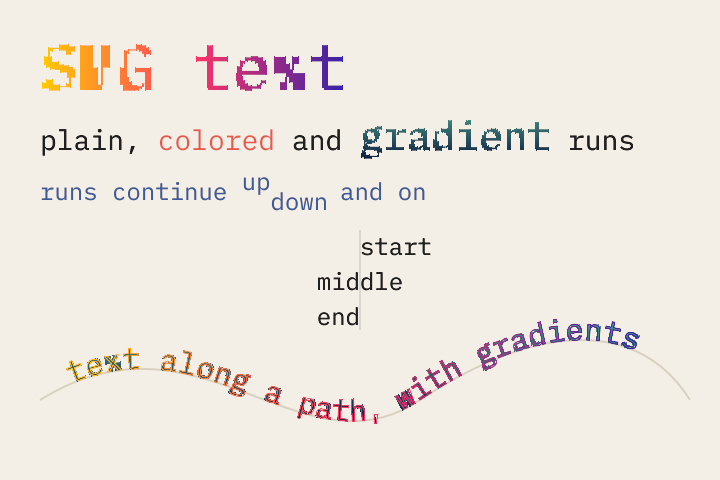 SVG text
plain, colored and gradient runs
runs continue up down and on
start
middle
end
text along a path, with gradients